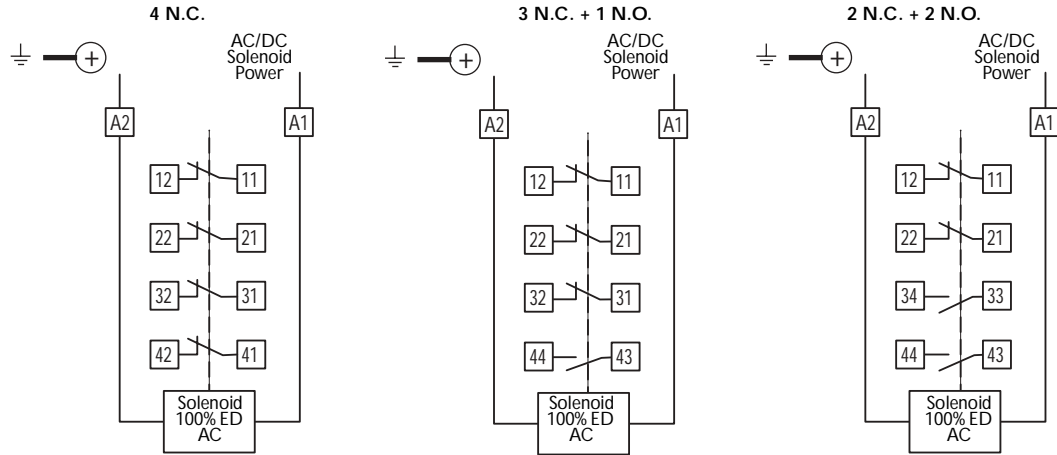 4 N.C.
AC/DC
Solenoid
Power
A2
A1
12
11
22
21
32
31
42
41
Solenoid
100% ED
AC
3 N.C. + 1 N.O.
AC/DC
Solenoid
Power
A2
A1
12
11
22
21
32
31
44
43
Solenoid
100% ED
AC
2 N.C. + 2 N.O.
AC/DC
Solenoid
Power
A2
A1
12
11
22
21
34
33
44
43
Solenoid
100% ED
AC